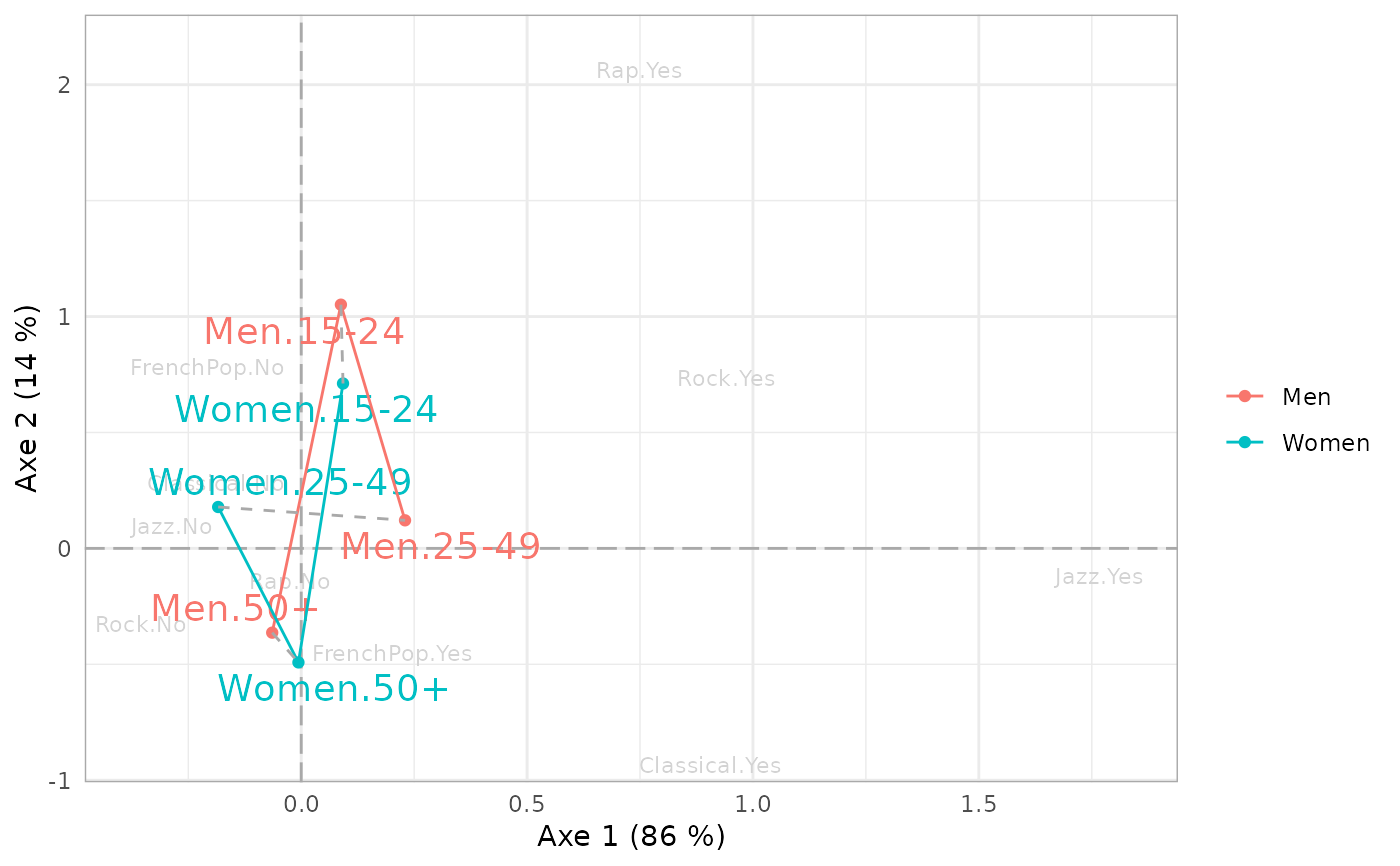 2
Rap.Yes
1
Men.15-24
FrenchPop.No
Rock.Yes
Women.15-24
Women.25-49
Classical.No
Jazz.No
Men.25-49
0
Jazz.Yes
Rap.No
Men.50+
Rock.No
FrenchPop.Yes
Women.50+
Classical.Yes
-1
0.0 0.5 1.0 1.5
Axe 1 (86 %)
Axe 2 (14 %)
Men
Women